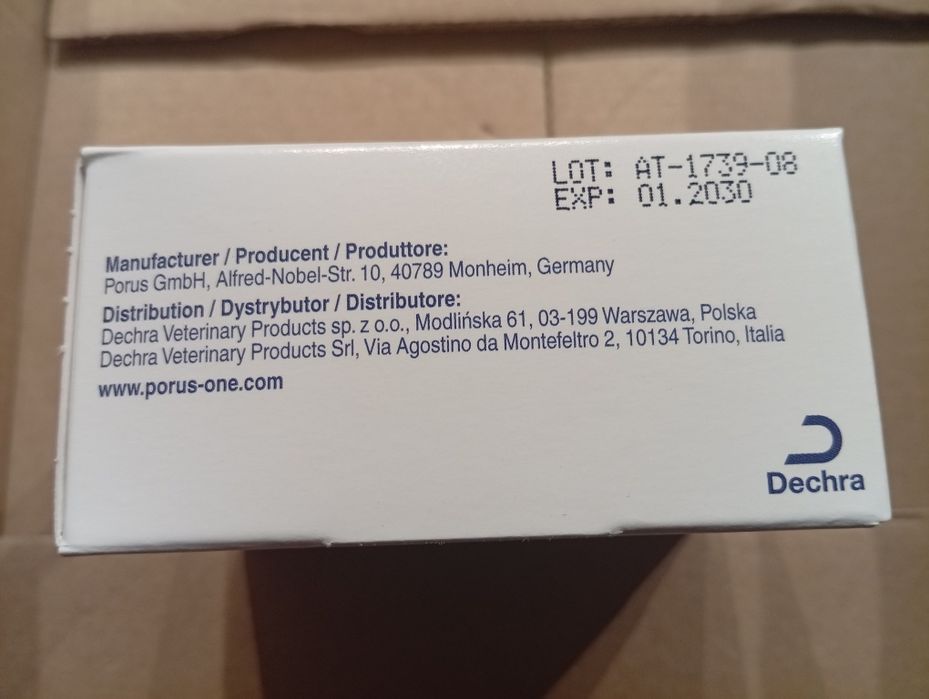 LOT: AT-1739-08
EXP: 01.2030
Manufacturer / Producent / Produttore:
Porus GmbH, Alfred-Nobel-Str. 10, 40789 Monheim, Germany
Distribution / Dystrybutor / Distributore:
Dechra Veterinary Products sp. z o.o., Modlińska 61, 03-199 Warszawa, Polska
Dechra Veterinary Products Srl, Via Agostino da Montefeltro 2, 10134 Torino, Italia
www.porus-one.com
Dechra